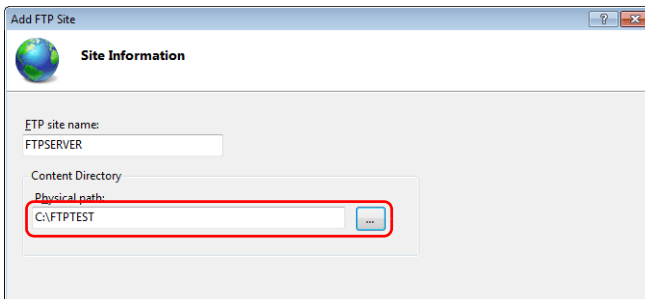 Add FTP Site
?
Site Information
FTP site name:
FTPSERVER
Content Directory
Physical path:
C:\FTPTEST
...